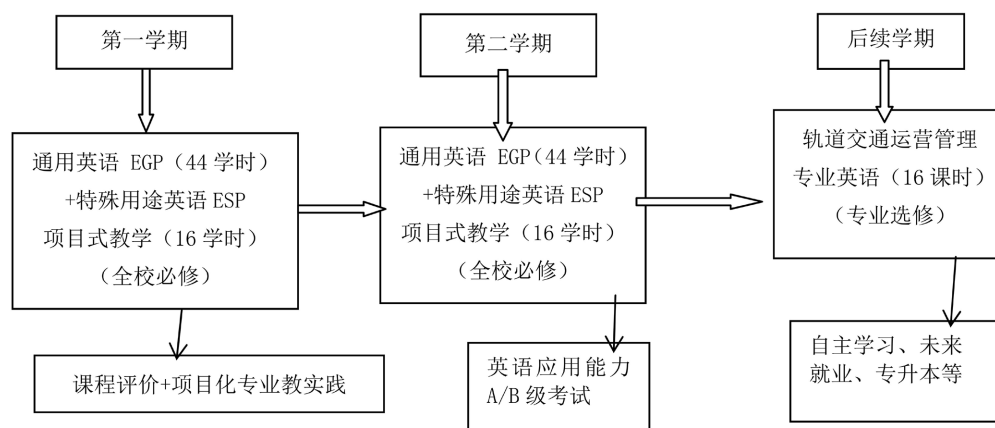 第一学期
第二学期
后续学期
通用英语 EGP（44 学时）
+特殊用途英语 ESP
项目式教学（16 学时）
（全校必修）
通用英语 EGP（44 学时）
+特殊用途英语 ESP
项目式教学（16 学时）
（全校必修）
轨道交通运营管理
专业英语（16 课时）
（专业选修）
课程评价+项目化专业教实践
英语应用能力
A/B 级考试
自主学习、未来
就业、专升本等